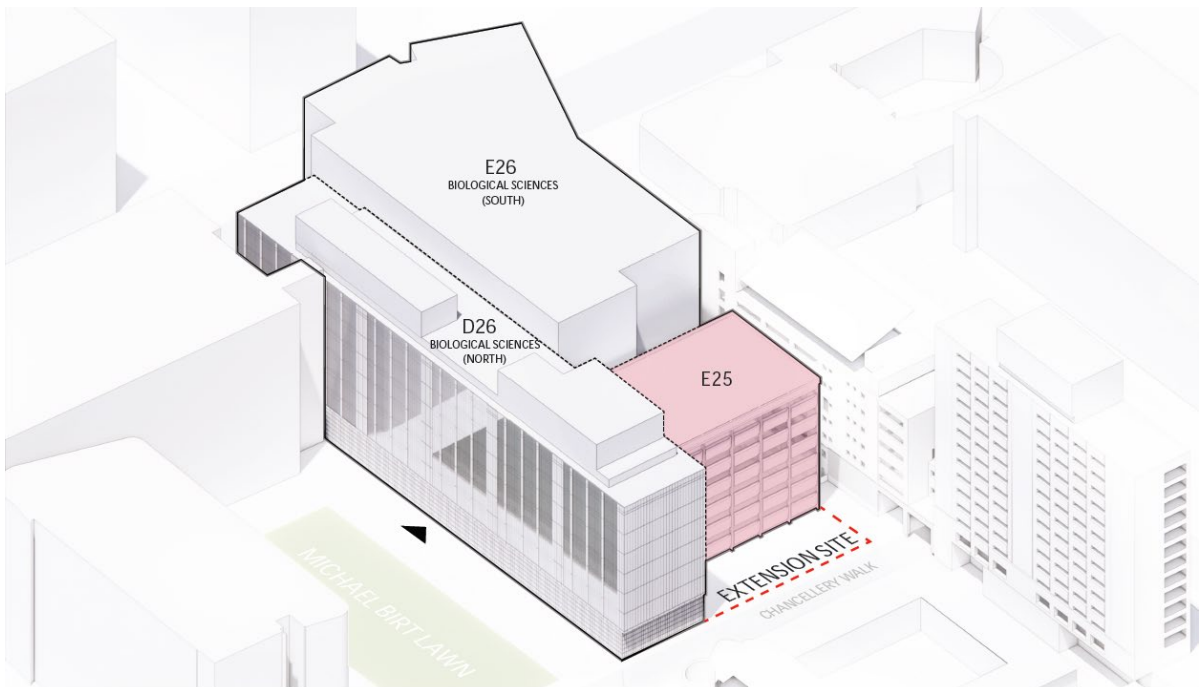 E26
BIOLOGICAL SCIENCES
(SOUTH)
D26
BIOLOGICAL SCIENCES
(NORTH)
E25
EXTENSION SITE
CHANCELLERY WALK
MICHAEL BIRT LAWN